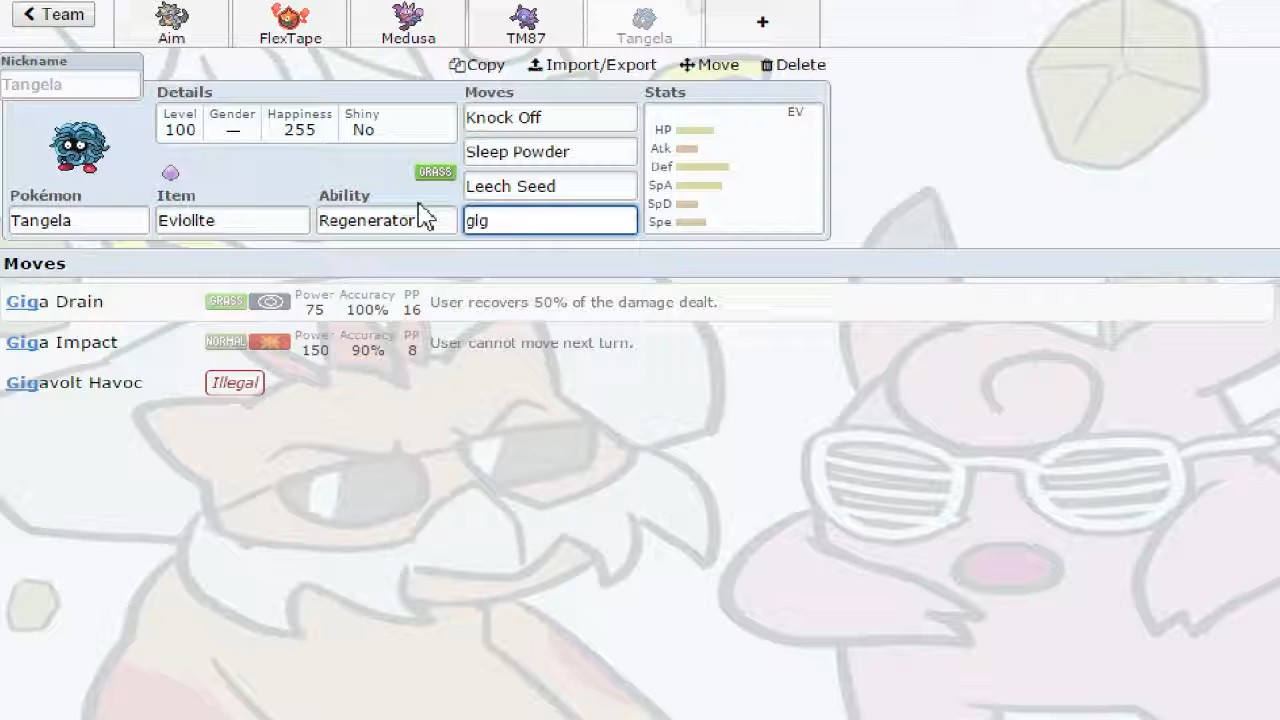 Team
Aim
FlexTape
Medusa
TM87
Tangela
+
Nickname
Tangela
Copy
Import/Export
Move
Delete
Details
Moves
Stats
Level
100
Gender
—
Happiness
255
Shiny
No
Knock Off
Sleep Powder
Leech Seed
gig
GRASS
Pokémon
Tangela
Item
Eviolite
Ability
Regenerator
EV
HP
Atk
Def
SpA
SpD
Spe
Moves
Giga Drain GRASS Power 75 Accuracy 100% PP 16 User recovers 50% of the damage dealt.
Giga Impact NORMAL Power 150 Accuracy 90% PP 8 User cannot move next turn.
Gigavolt Havoc Illegal